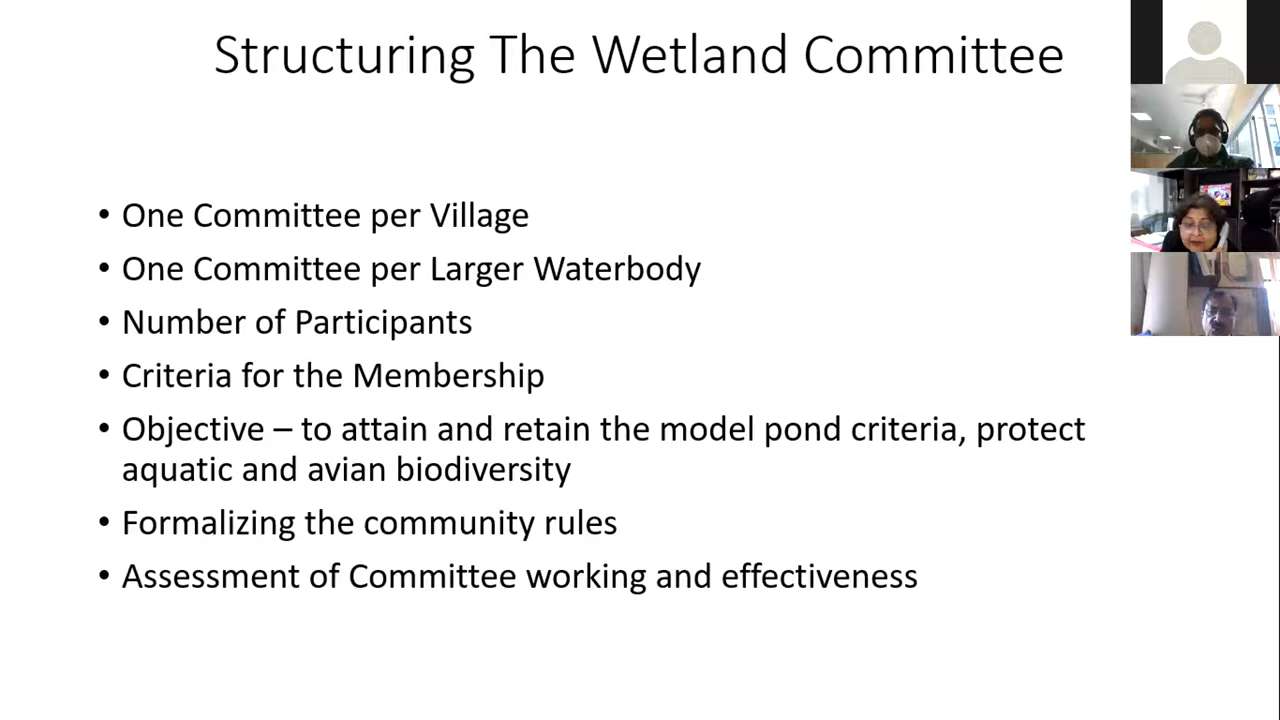 Structuring The Wetland Committee
• One Committee per Village
• One Committee per Larger Waterbody
• Number of Participants
• Criteria for the Membership
• Objective – to attain and retain the model pond criteria, protect
aquatic and avian biodiversity
• Formalizing the community rules
• Assessment of Committee working and effectiveness